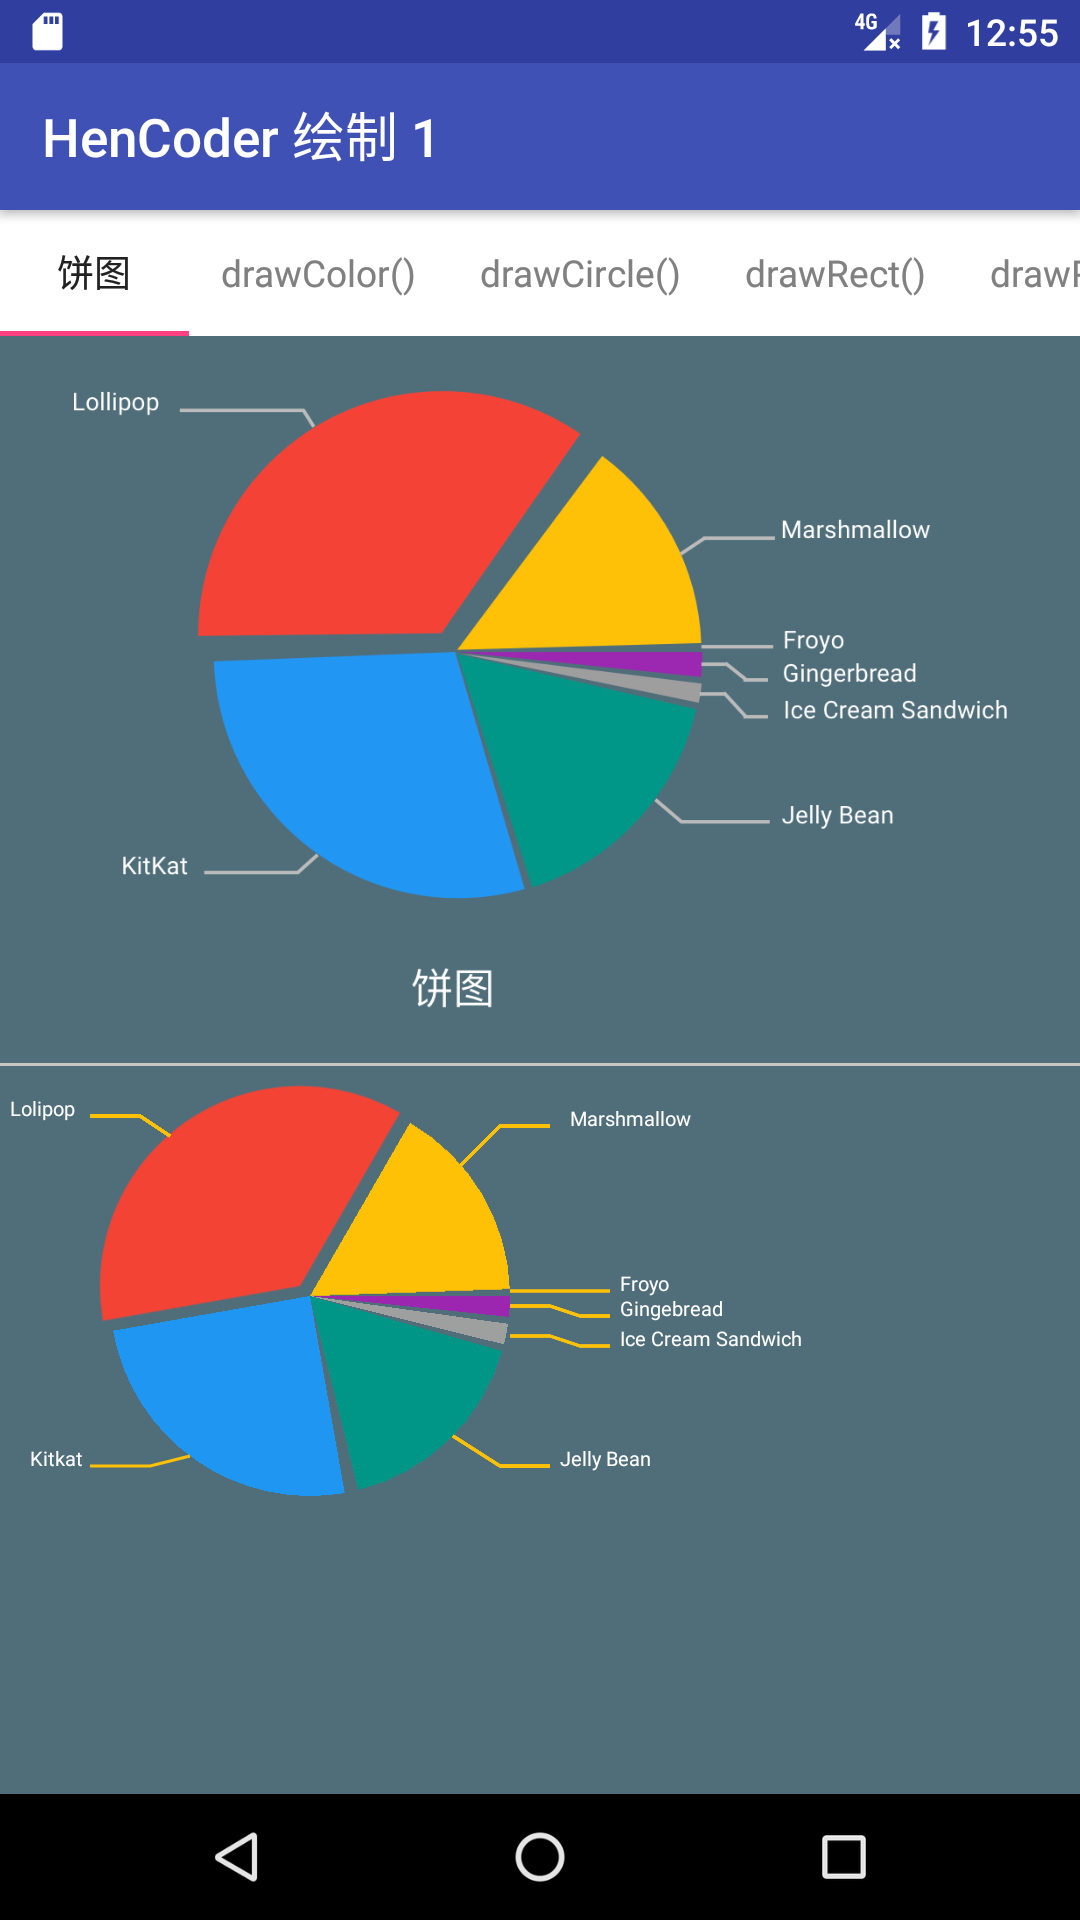 4G 12:55
HenCoder 绘制 1
饼图 drawColor() drawCircle() drawRect() drawR
Lollipop
Marshmallow
Froyo
Gingerbread
Ice Cream Sandwich
Jelly Bean
KitKat
饼图
Lolipop
Marshmallow
Froyo
Gingebread
Ice Cream Sandwich
Kitkat
Jelly Bean